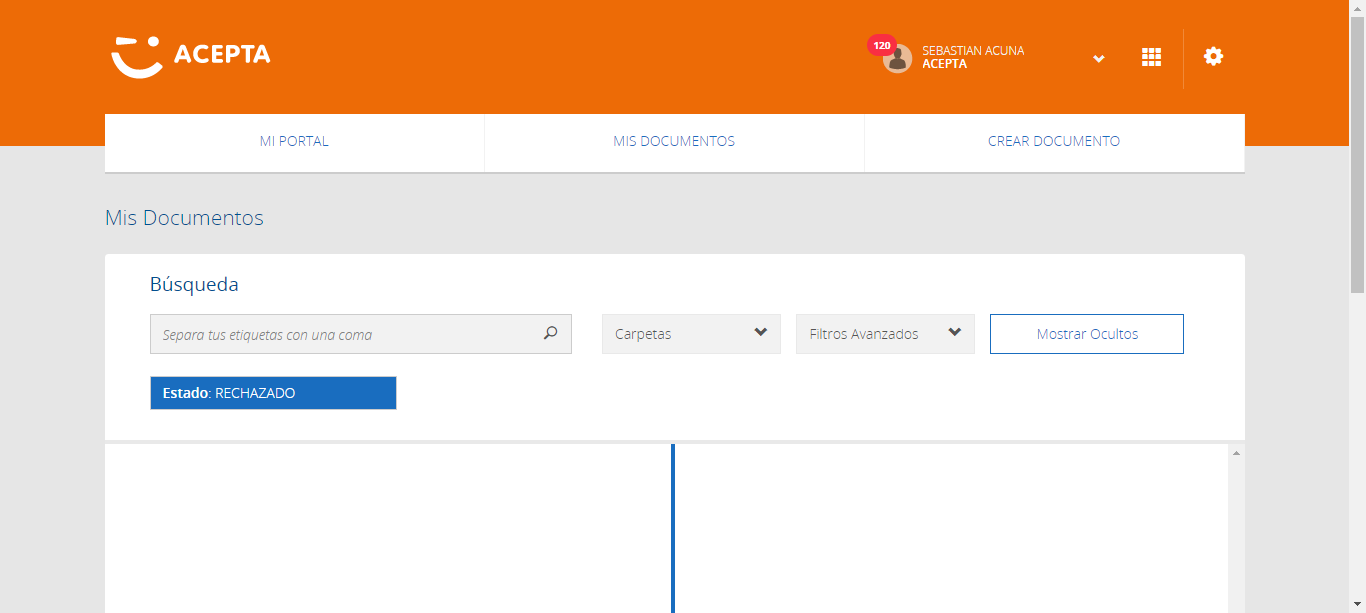 ACEPTA
120
SEBASTIAN ACUNA
ACEPTA
MI PORTAL
MIS DOCUMENTOS
CREAR DOCUMENTO
Mis Documentos
Búsqueda
Separa tus etiquetas con una coma
Carpetas
Filtros Avanzados
Mostrar Ocultos
Estado: RECHAZADO